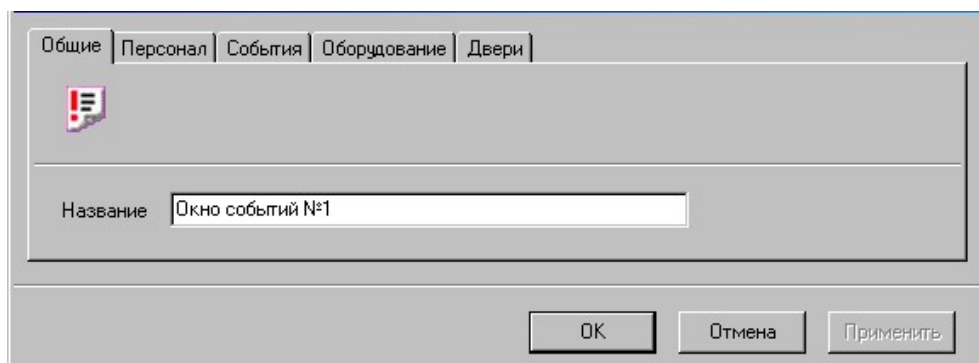 Общие Персонал События Оборудование Двери
Название Окно событий №1
OK Отмена Применить